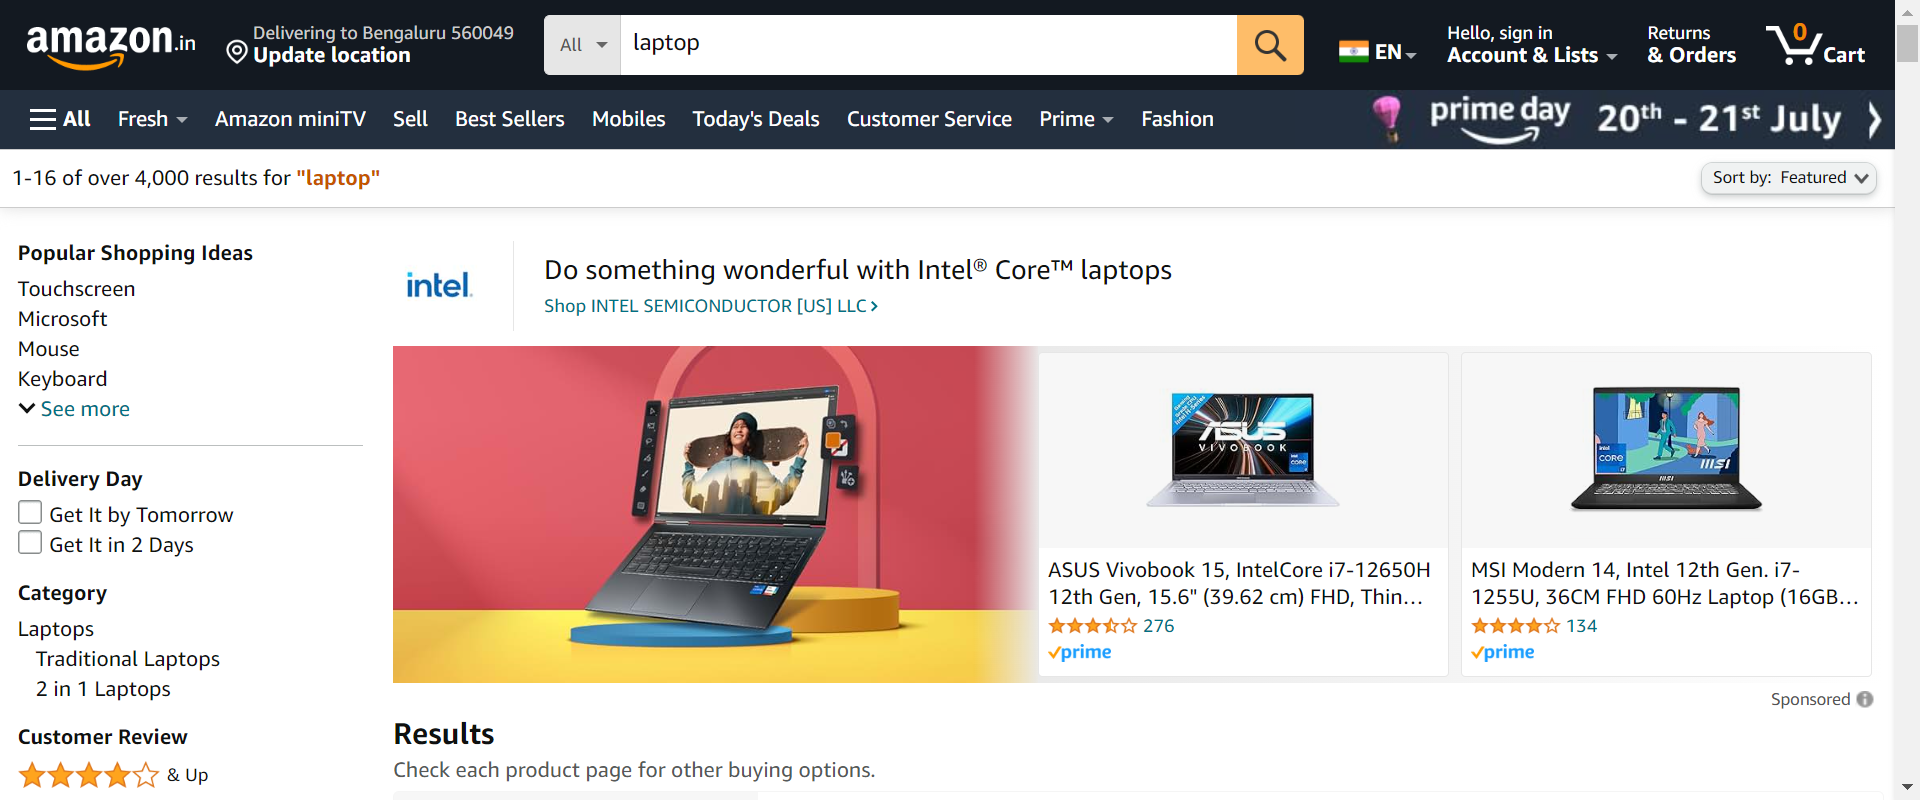 amazon.in
Delivering to Bengaluru 560049
Update location
All
laptop
EN
Hello, sign in
Account & Lists
Returns
& Orders
0
Cart
All
Fresh
Amazon miniTV
Sell
Best Sellers
Mobiles
Today's Deals
Customer Service
Prime
Fashion
prime day
20th - 21st July
1-16 of over 4,000 results for "laptop"
Sort by: Featured
Popular Shopping Ideas
Touchscreen
Microsoft
Mouse
Keyboard
See more
Delivery Day
Get It by Tomorrow
Get It in 2 Days
Category
Laptops
Traditional Laptops
2 in 1 Laptops
Customer Review
& Up
intel.
Do something wonderful with Intel® Core™ laptops
Shop INTEL SEMICONDUCTOR [US] LLC
ASUS
VIVOBOOK
ASUS Vivobook 15, IntelCore i7-12650H
12th Gen, 15.6" (39.62 cm) FHD, Thin…
276
prime
intel
CORE
msi
msi
MSI Modern 14, Intel 12th Gen. i7-
1255U, 36CM FHD 60Hz Laptop (16GB…
134
prime
Sponsored
Results
Check each product page for other buying options.